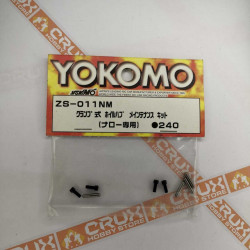 YOKOMO
ZS-011NM
クランプ式 ホイルハブ メインテナンス キット
(ナロー専用) ●240
CRUX
HOBBY STORE